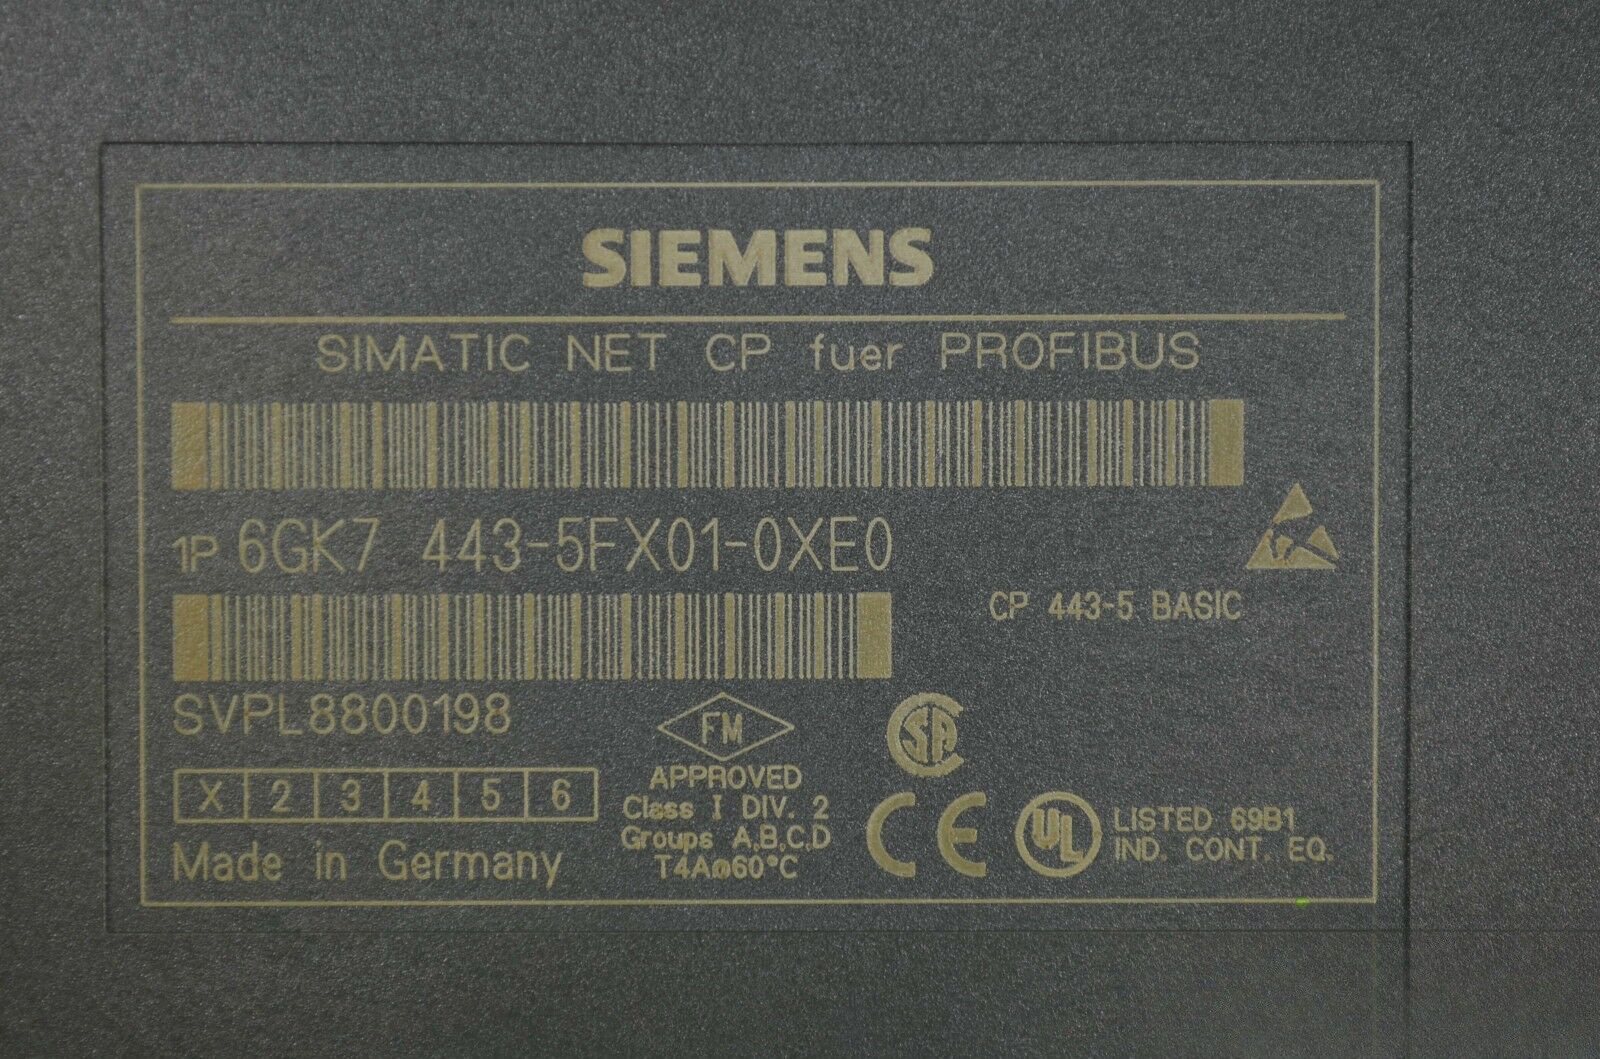 SIEMENS
SIMATIC NET CP fuer PROFIBUS
1P 6GK7 443-5FX01-0XE0
CP 443-5 BASIC
SVPL8800198
X 2 3 4 5 6
Made in Germany
FM
APPROVED
Class I DIV. 2
Groups A,B,C,D
T4A@60°C
CSA
CE
UL
LISTED 69B1
IND. CONT. EQ.